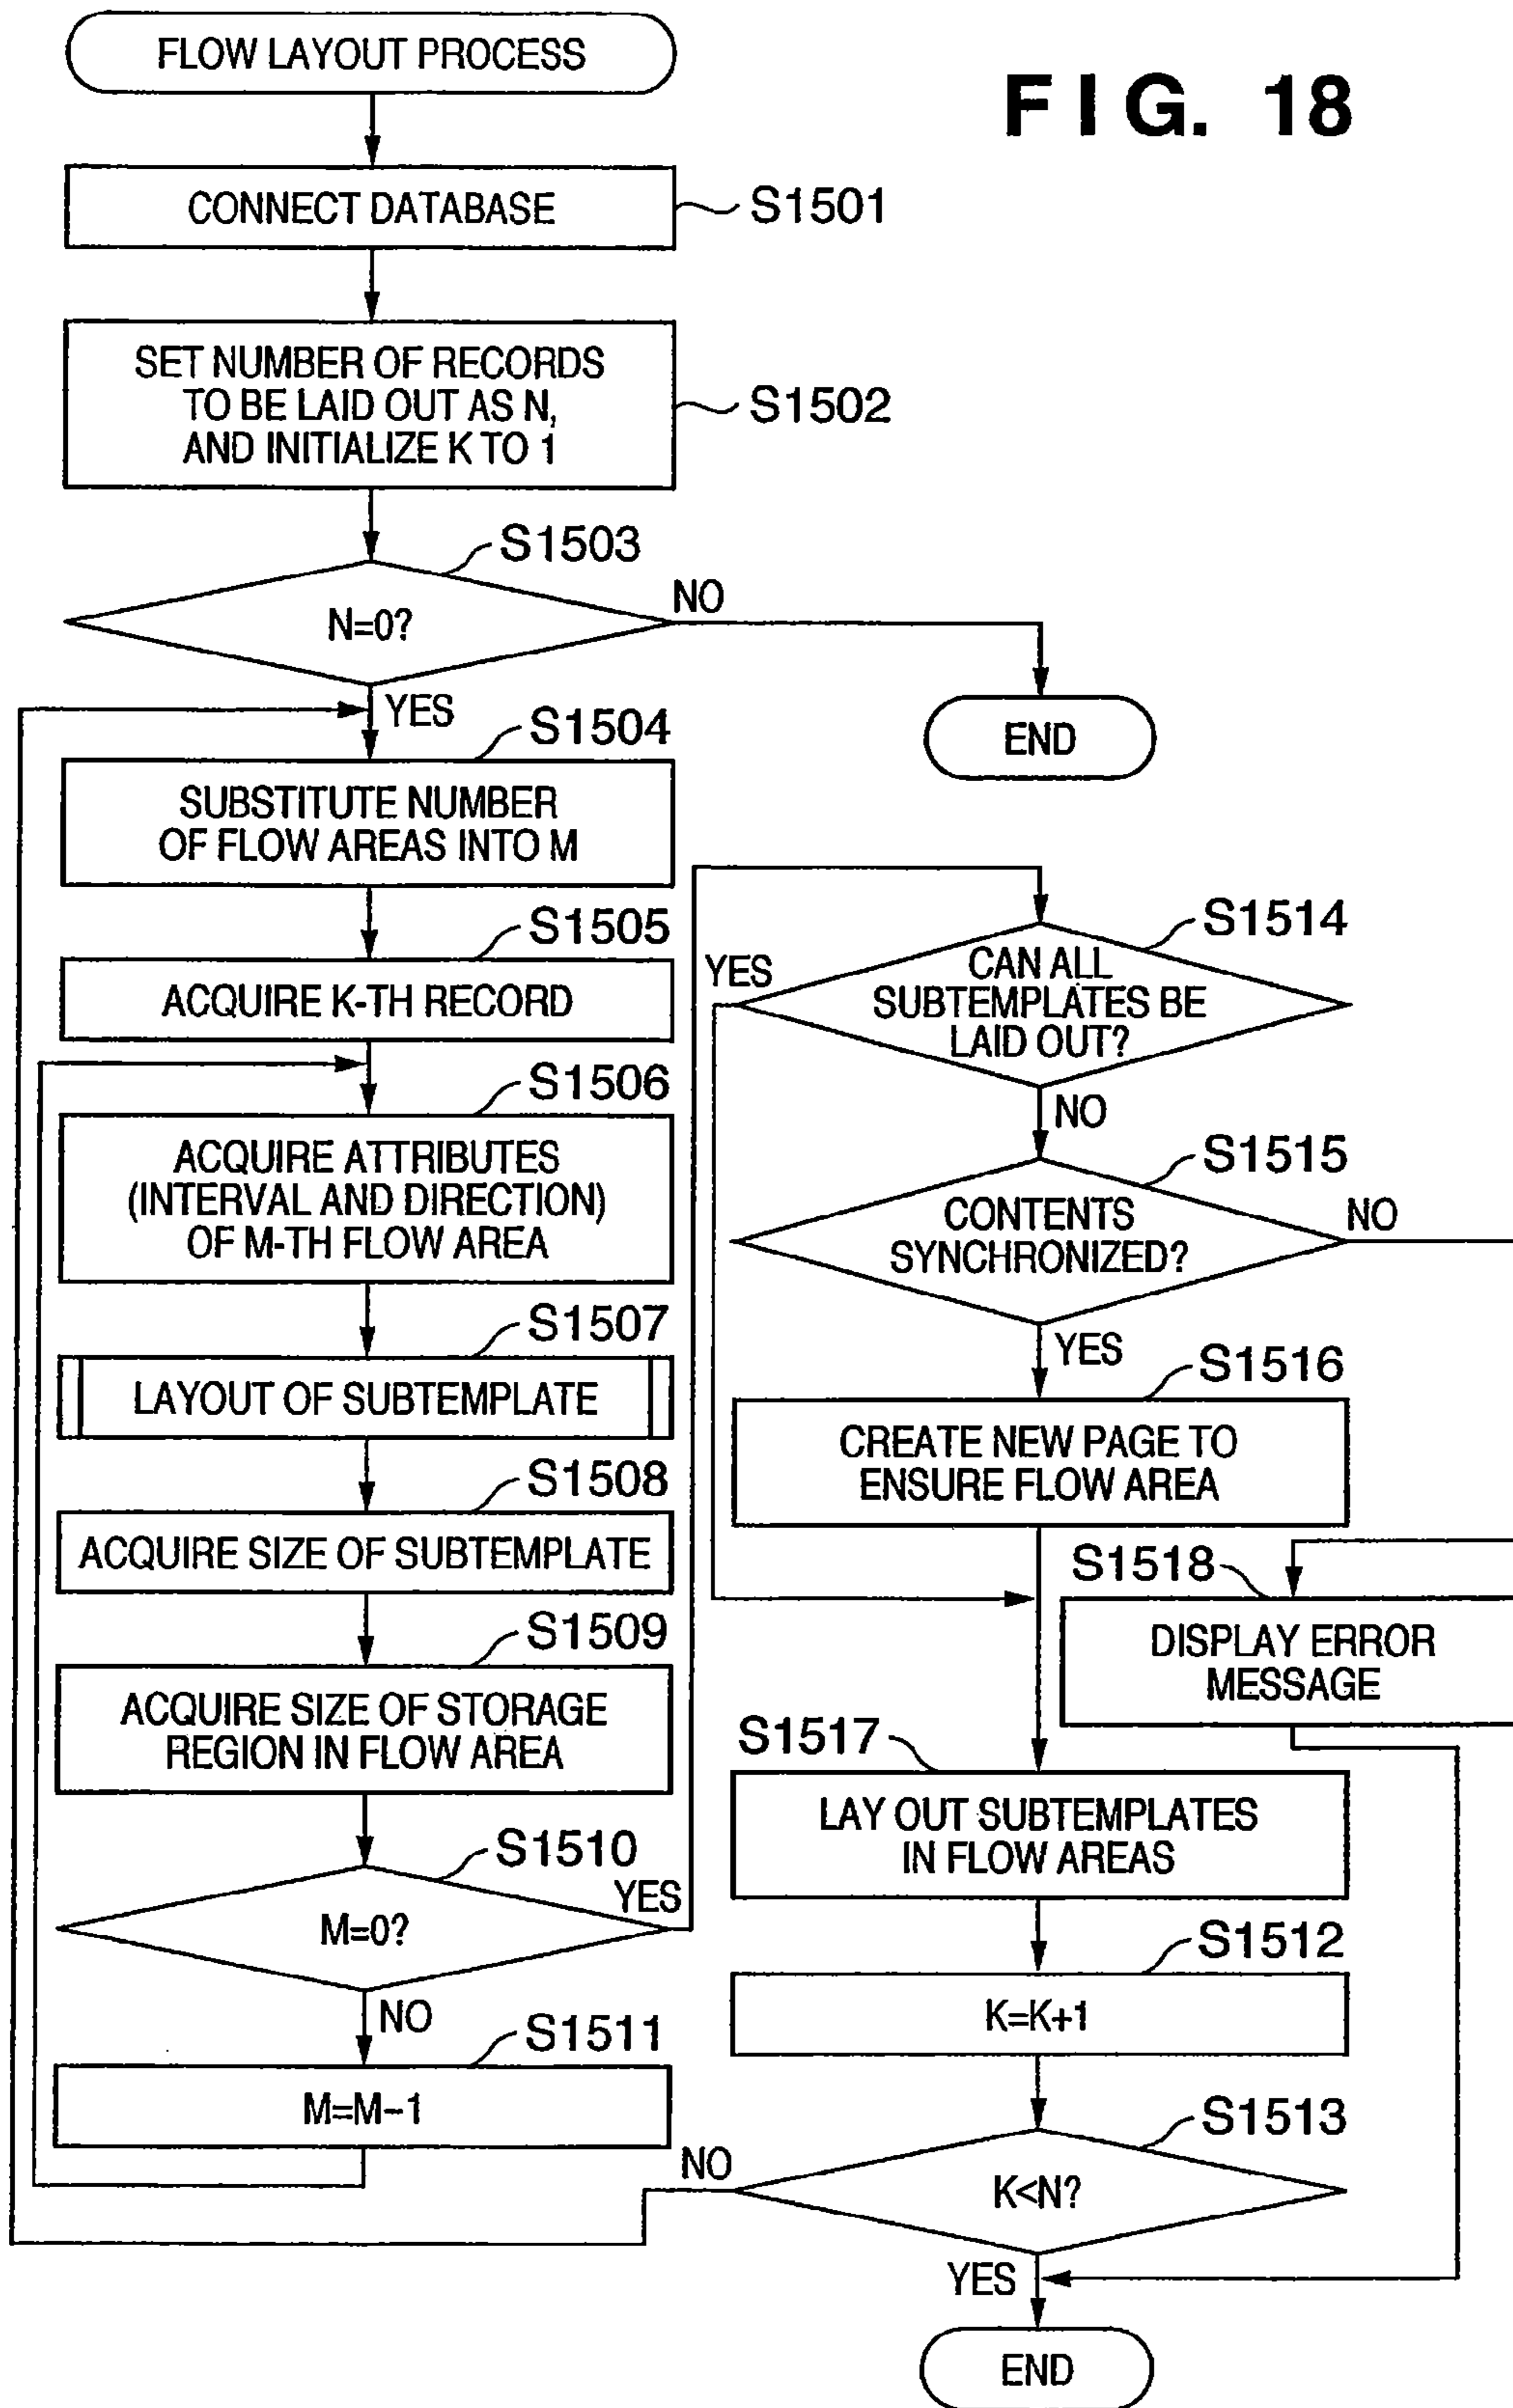 FLOW LAYOUT PROCESS
FIG. 18
CONNECT DATABASE
S1501
SET NUMBER OF RECORDS
TO BE LAID OUT AS N,
AND INITIALIZE K TO 1
S1502
S1503
N=0?
NO
YES
END
S1504
SUBSTITUTE NUMBER
OF FLOW AREAS INTO M
S1505
ACQUIRE K-TH RECORD
S1506
ACQUIRE ATTRIBUTES
(INTERVAL AND DIRECTION)
OF M-TH FLOW AREA
S1507
LAYOUT OF SUBTEMPLATE
S1508
ACQUIRE SIZE OF SUBTEMPLATE
S1509
ACQUIRE SIZE OF STORAGE
REGION IN FLOW AREA
S1510
M=0?
YES
NO
S1511
M=M-1
S1514
CAN ALL
SUBTEMPLATES BE
LAID OUT?
YES
NO
S1515
CONTENTS
SYNCHRONIZED?
NO
YES
S1516
CREATE NEW PAGE TO
ENSURE FLOW AREA
S1518
DISPLAY ERROR
MESSAGE
S1517
LAY OUT SUBTEMPLATES
IN FLOW AREAS
S1512
K=K+1
S1513
K<N?
NO
YES
END